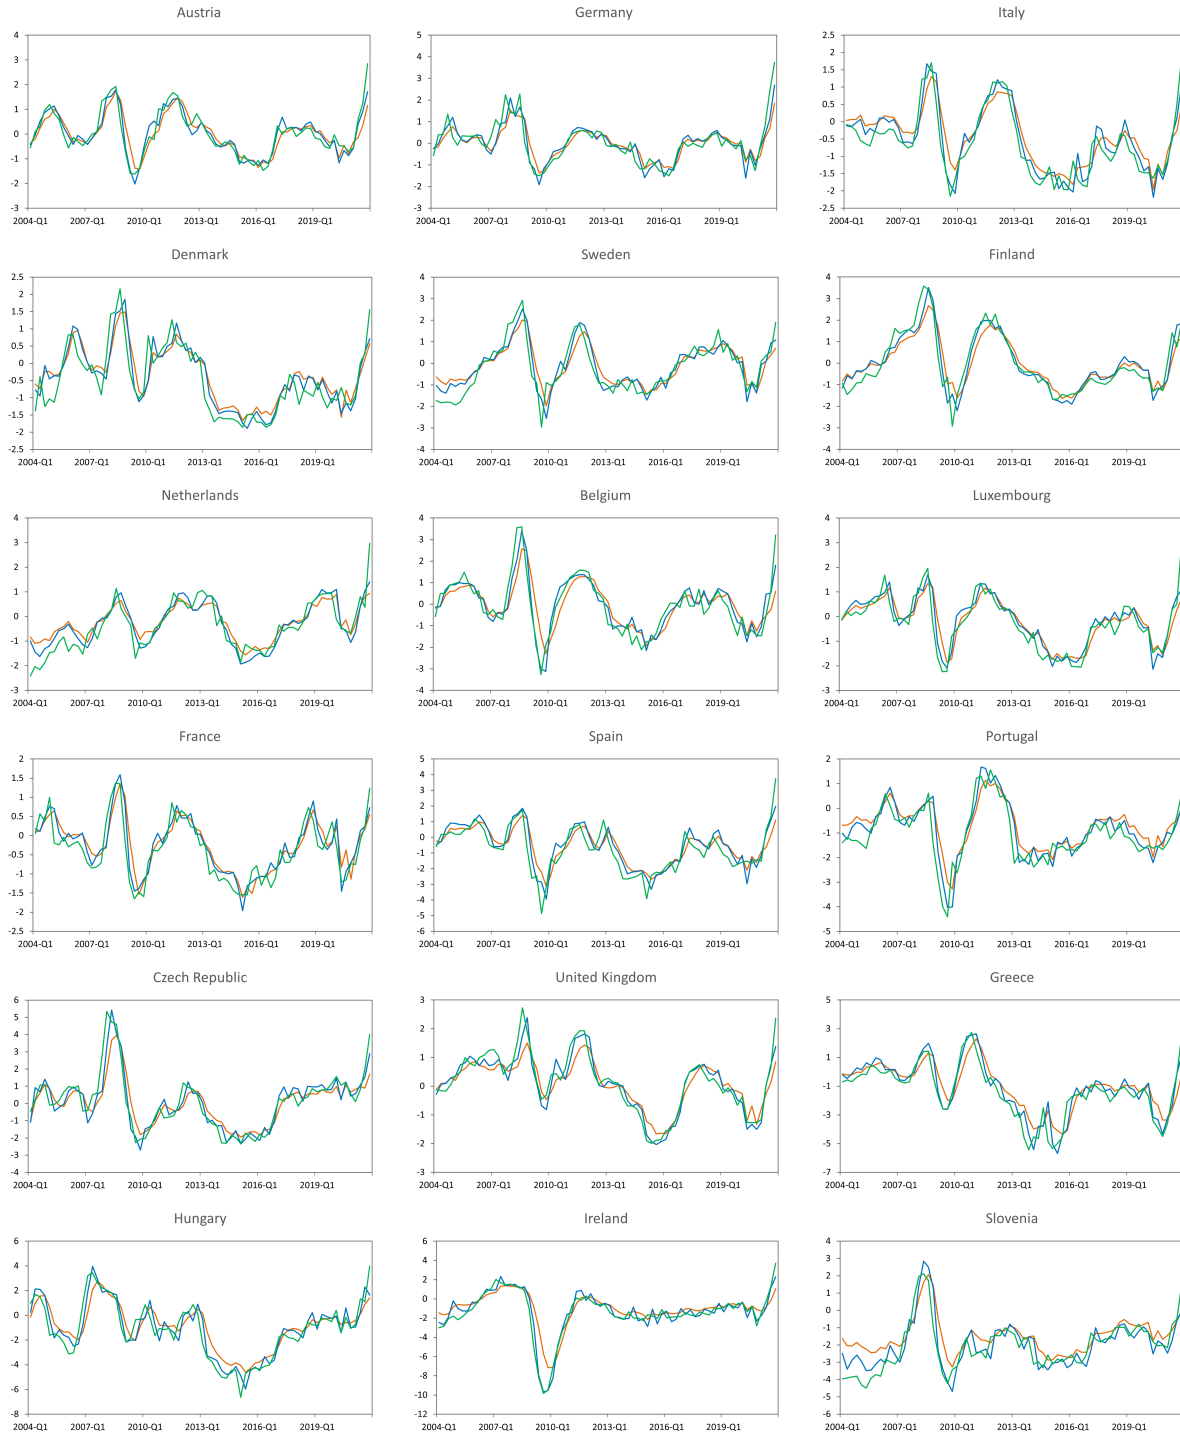 Austria Germany Italy
4 5 2.5
3 4 2
2 3 1.5
1 2 1
0 1 0.5
-1 0 0
-2 -1 -0.5
-3 -2 -1
-3 -1.5
-2
-2.5
2004-Q1 2007-Q1 2010-Q1 2013-Q1 2016-Q1 2019-Q1 2004-Q1 2007-Q1 2010-Q1 2013-Q1 2016-Q1 2019-Q1 2004-Q1 2007-Q1 2010-Q1 2013-Q1 2016-Q1 2019-Q1
Denmark Sweden Finland
2.5 4 4
2 3 3
1.5 2 2
1 1 1
0.5 0 0
0 -1 -1
-0.5 -2 -2
-1 -3 -3
-1.5 -4 -4
-2
-2.5
2004-Q1 2007-Q1 2010-Q1 2013-Q1 2016-Q1 2019-Q1 2004-Q1 2007-Q1 2010-Q1 2013-Q1 2016-Q1 2019-Q1 2004-Q1 2007-Q1 2010-Q1 2013-Q1 2016-Q1 2019-Q1
Netherlands Belgium Luxembourg
4 4 4
3 3 3
2 2 2
1 1 1
0 0 0
-1 -1 -1
-2 -2 -2
-3 -3 -3
-4
2004-Q1 2007-Q1 2010-Q1 2013-Q1 2016-Q1 2019-Q1 2004-Q1 2007-Q1 2010-Q1 2013-Q1 2016-Q1 2019-Q1 2004-Q1 2007-Q1 2010-Q1 2013-Q1 2016-Q1 2019-Q1
France Spain Portugal
2 5 2
1.5 4 1
1 3 0
0.5 2 -1
0 1 -2
-0.5 0 -3
-1 -1 -4
-1.5 -2 -5
-2 -3
-2.5 -4
-5
-6
2004-Q1 2007-Q1 2010-Q1 2013-Q1 2016-Q1 2019-Q1 2004-Q1 2007-Q1 2010-Q1 2013-Q1 2016-Q1 2019-Q1 2004-Q1 2007-Q1 2010-Q1 2013-Q1 2016-Q1 2019-Q1
Czech Republic United Kingdom Greece
6 3 5
5 2 3
4 1 1
3 0 -1
2 -1 -3
1 -2 -5
0 -3 -7
-1
-2
-3
-4
2004-Q1 2007-Q1 2010-Q1 2013-Q1 2016-Q1 2019-Q1 2004-Q1 2007-Q1 2010-Q1 2013-Q1 2016-Q1 2019-Q1 2004-Q1 2007-Q1 2010-Q1 2013-Q1 2016-Q1 2019-Q1
Hungary Ireland Slovenia
6 6 4
4 4 3
2 2 2
0 0 1
-2 -2 0
-4 -4 -1
-6 -6 -2
-8 -8 -3
-10 -4
-12 -5
-6
2004-Q1 2007-Q1 2010-Q1 2013-Q1 2016-Q1 2019-Q1 2004-Q1 2007-Q1 2010-Q1 2013-Q1 2016-Q1 2019-Q1 2004-Q1 2007-Q1 2010-Q1 2013-Q1 2016-Q1 2019-Q1